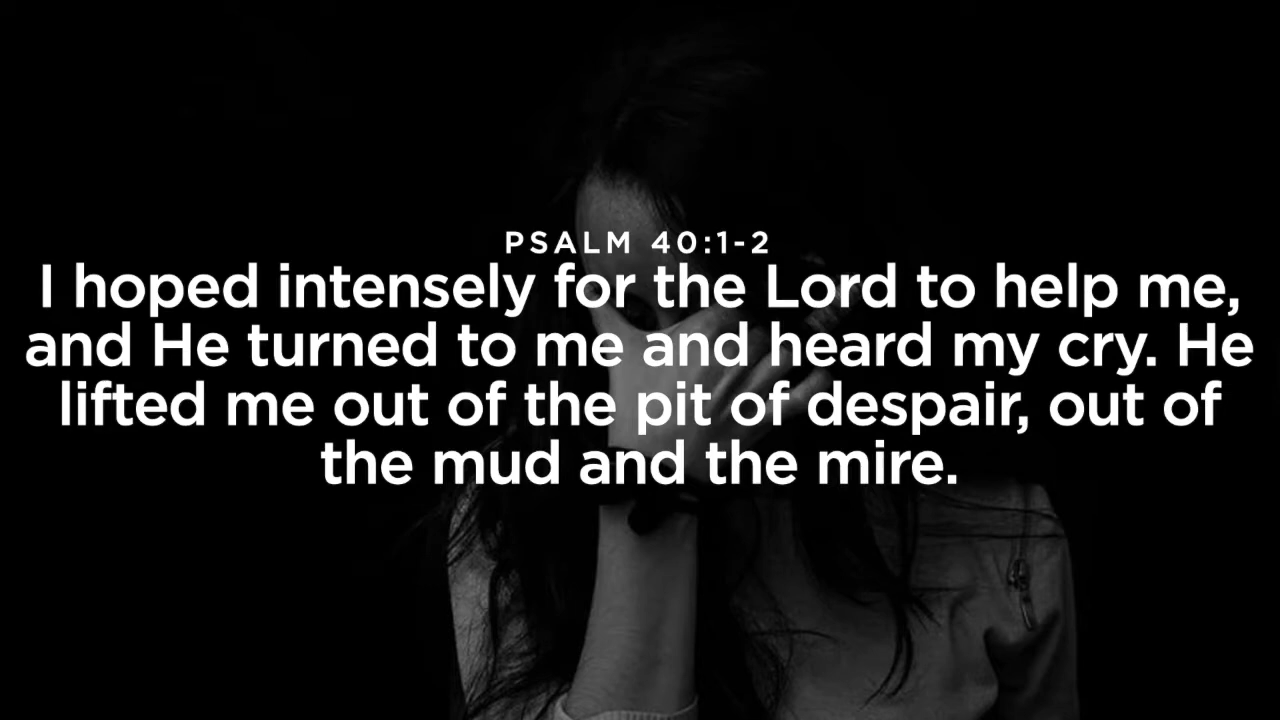 PSALM 40:1-2
I hoped intensely for the Lord to help me,
and He turned to me and heard my cry. He
lifted me out of the pit of despair, out of
the mud and the mire.